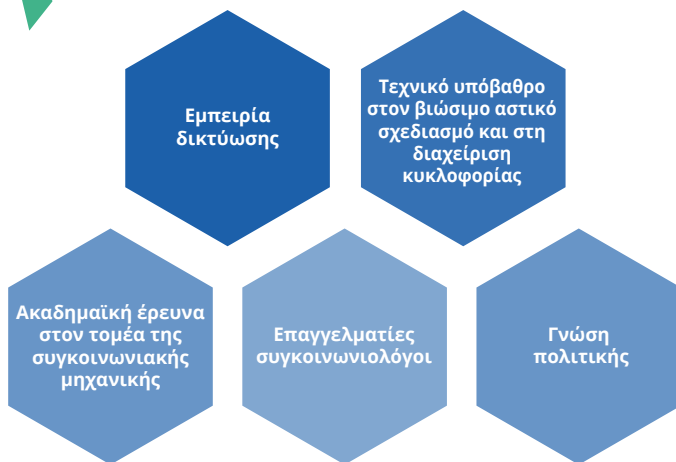 Εμπειρία
δικτύωσης
Τεχνικό υπόβαθρο
στον βιώσιμο αστικό
σχεδιασμό και στη
διαχείριση
κυκλοφορίας
Ακαδημαϊκή έρευνα
στον τομέα της
συγκοινωνιακής
μηχανικής
Επαγγελματίες
συγκοινωνιολόγοι
Γνώση
πολιτικής